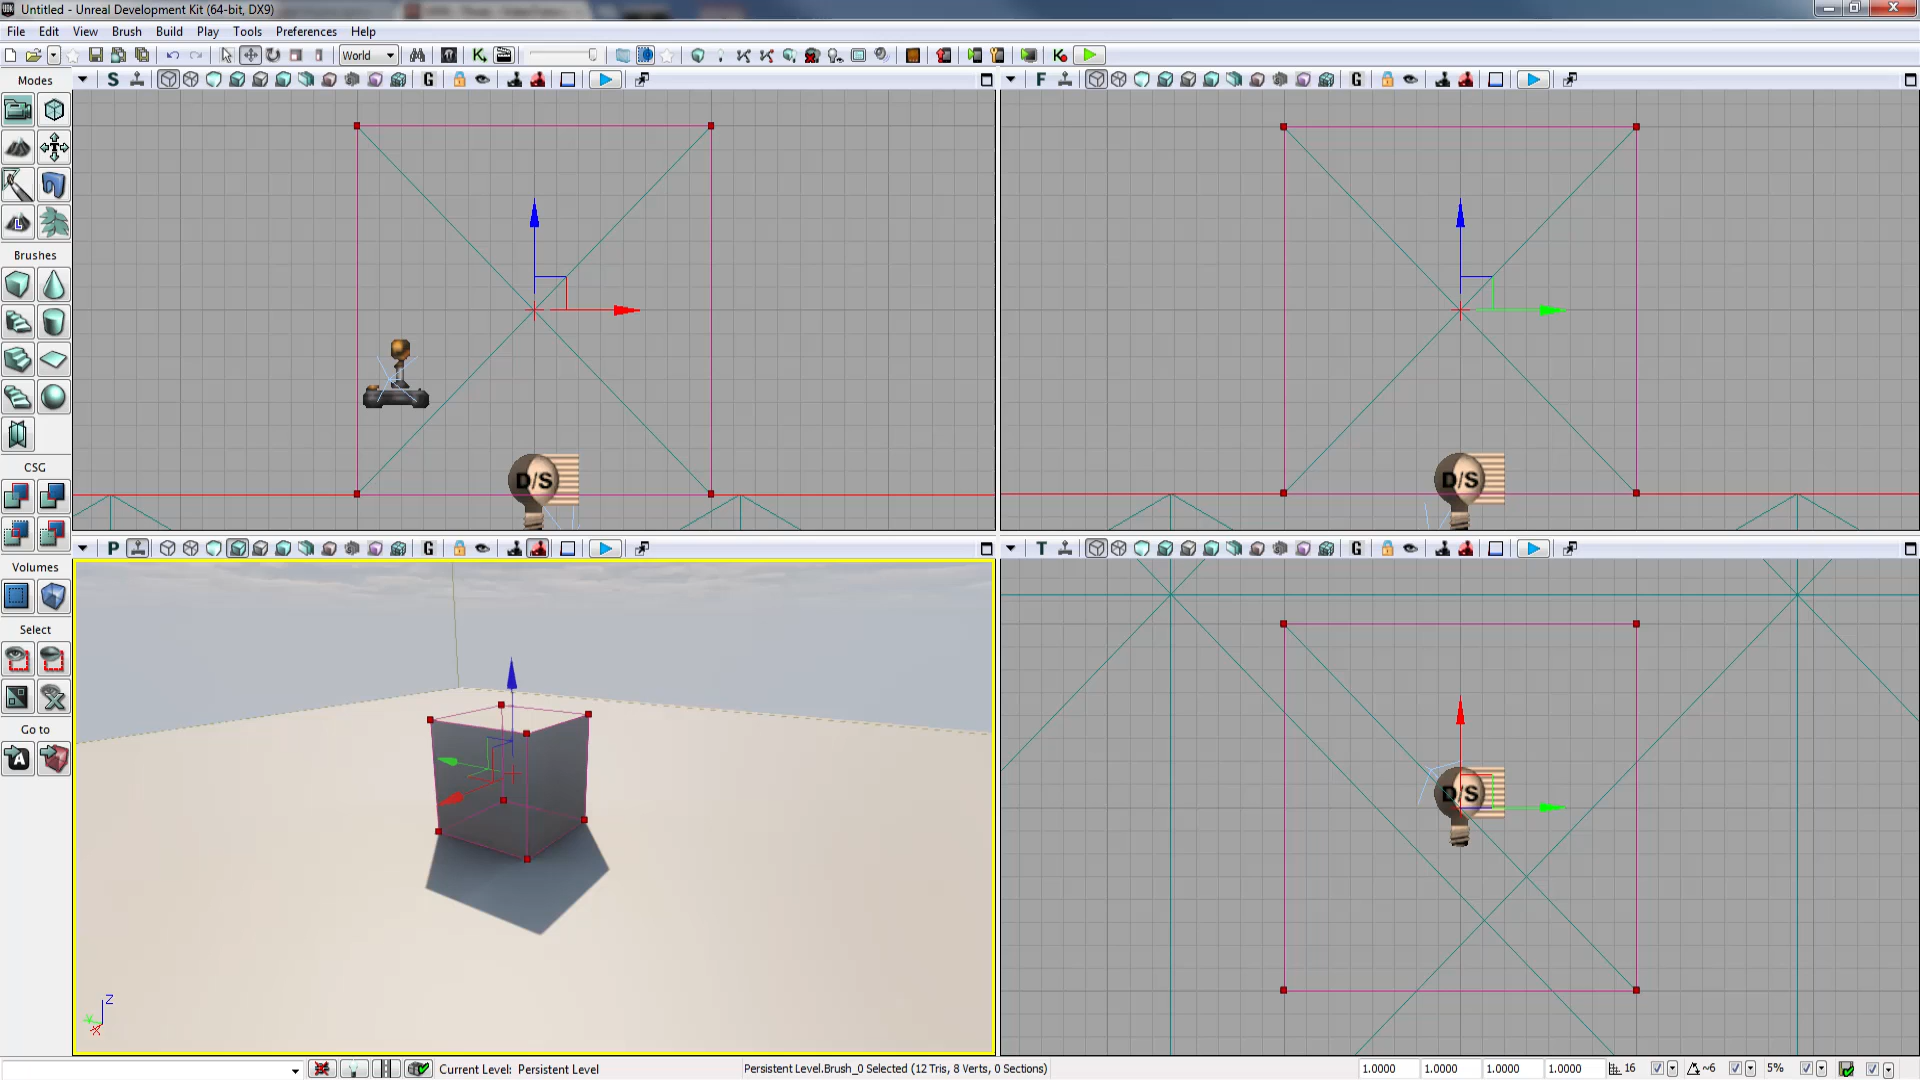 Untitled - Unreal Development Kit (64-bit, DX9)
File Edit View Brush Build Play Tools Preferences Help
World
Modes
S G
F G
L
Brushes
CSG
D/S
D/S
P G
T G
Volumes
Select
Go to
A
D/S
Z
Y
X
Current Level: Persistent Level
Persistent Level.Brush_0 Selected (12 Tris, 8 Verts, 0 Sections)
1.0000 1.0000 1.0000 1.0000 16 ~6 5%